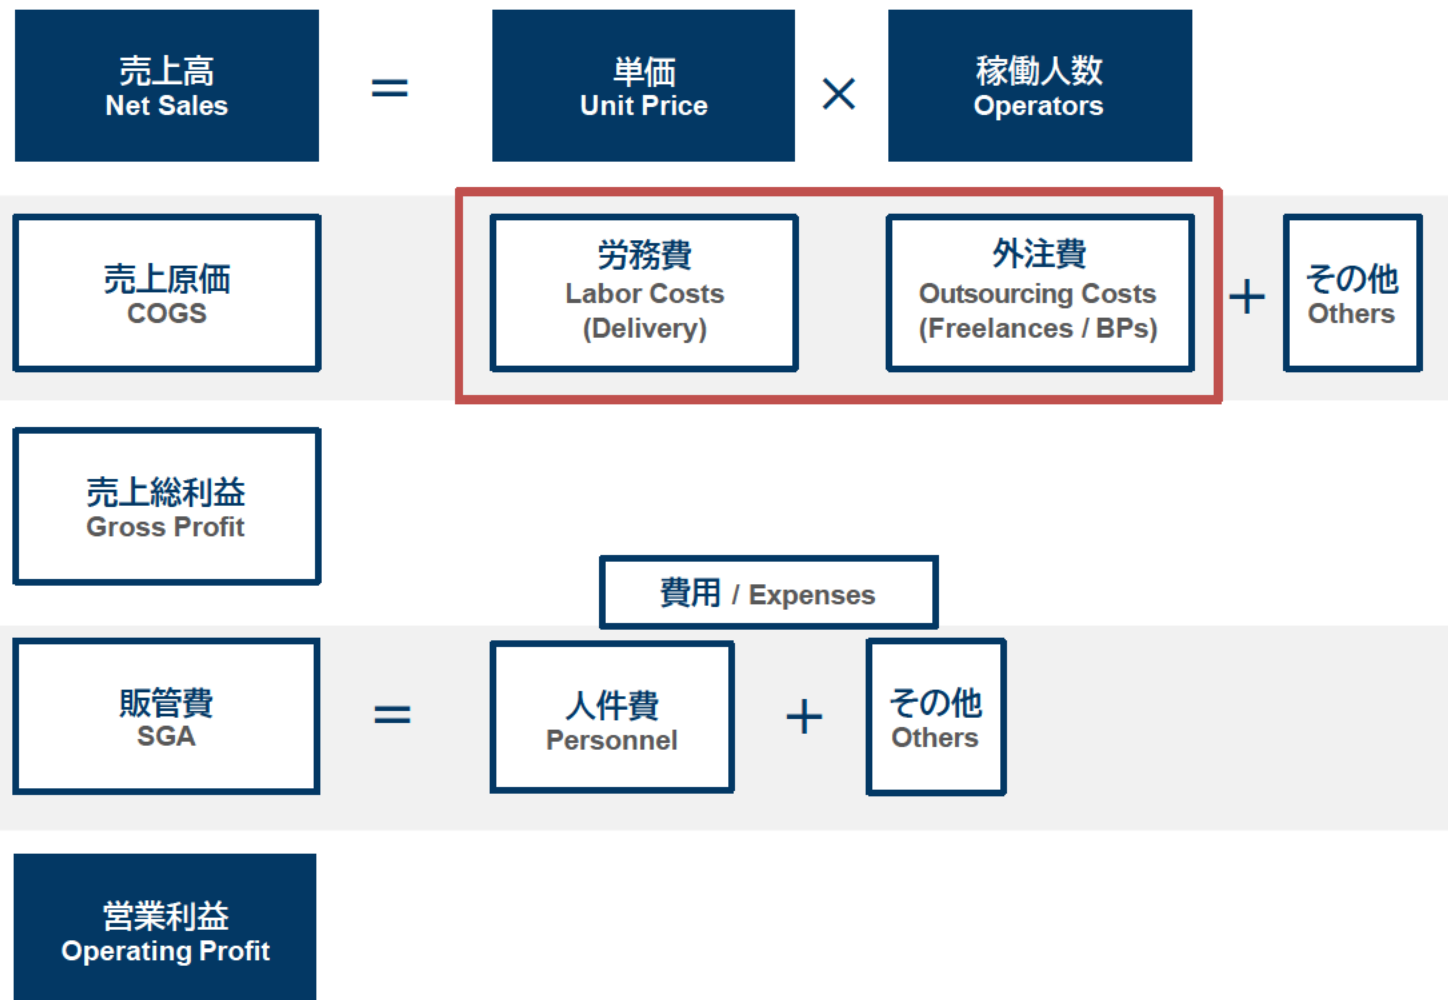 売上高
Net Sales
=
単価
Unit Price
×
稼働人数
Operators
売上原価
COGS
労務費
Labor Costs
(Delivery)
外注費
Outsourcing Costs
(Freelances / BPs)
+
その他
Others
売上総利益
Gross Profit
費用 / Expenses
販管費
SGA
=
人件費
Personnel
+
その他
Others
営業利益
Operating Profit